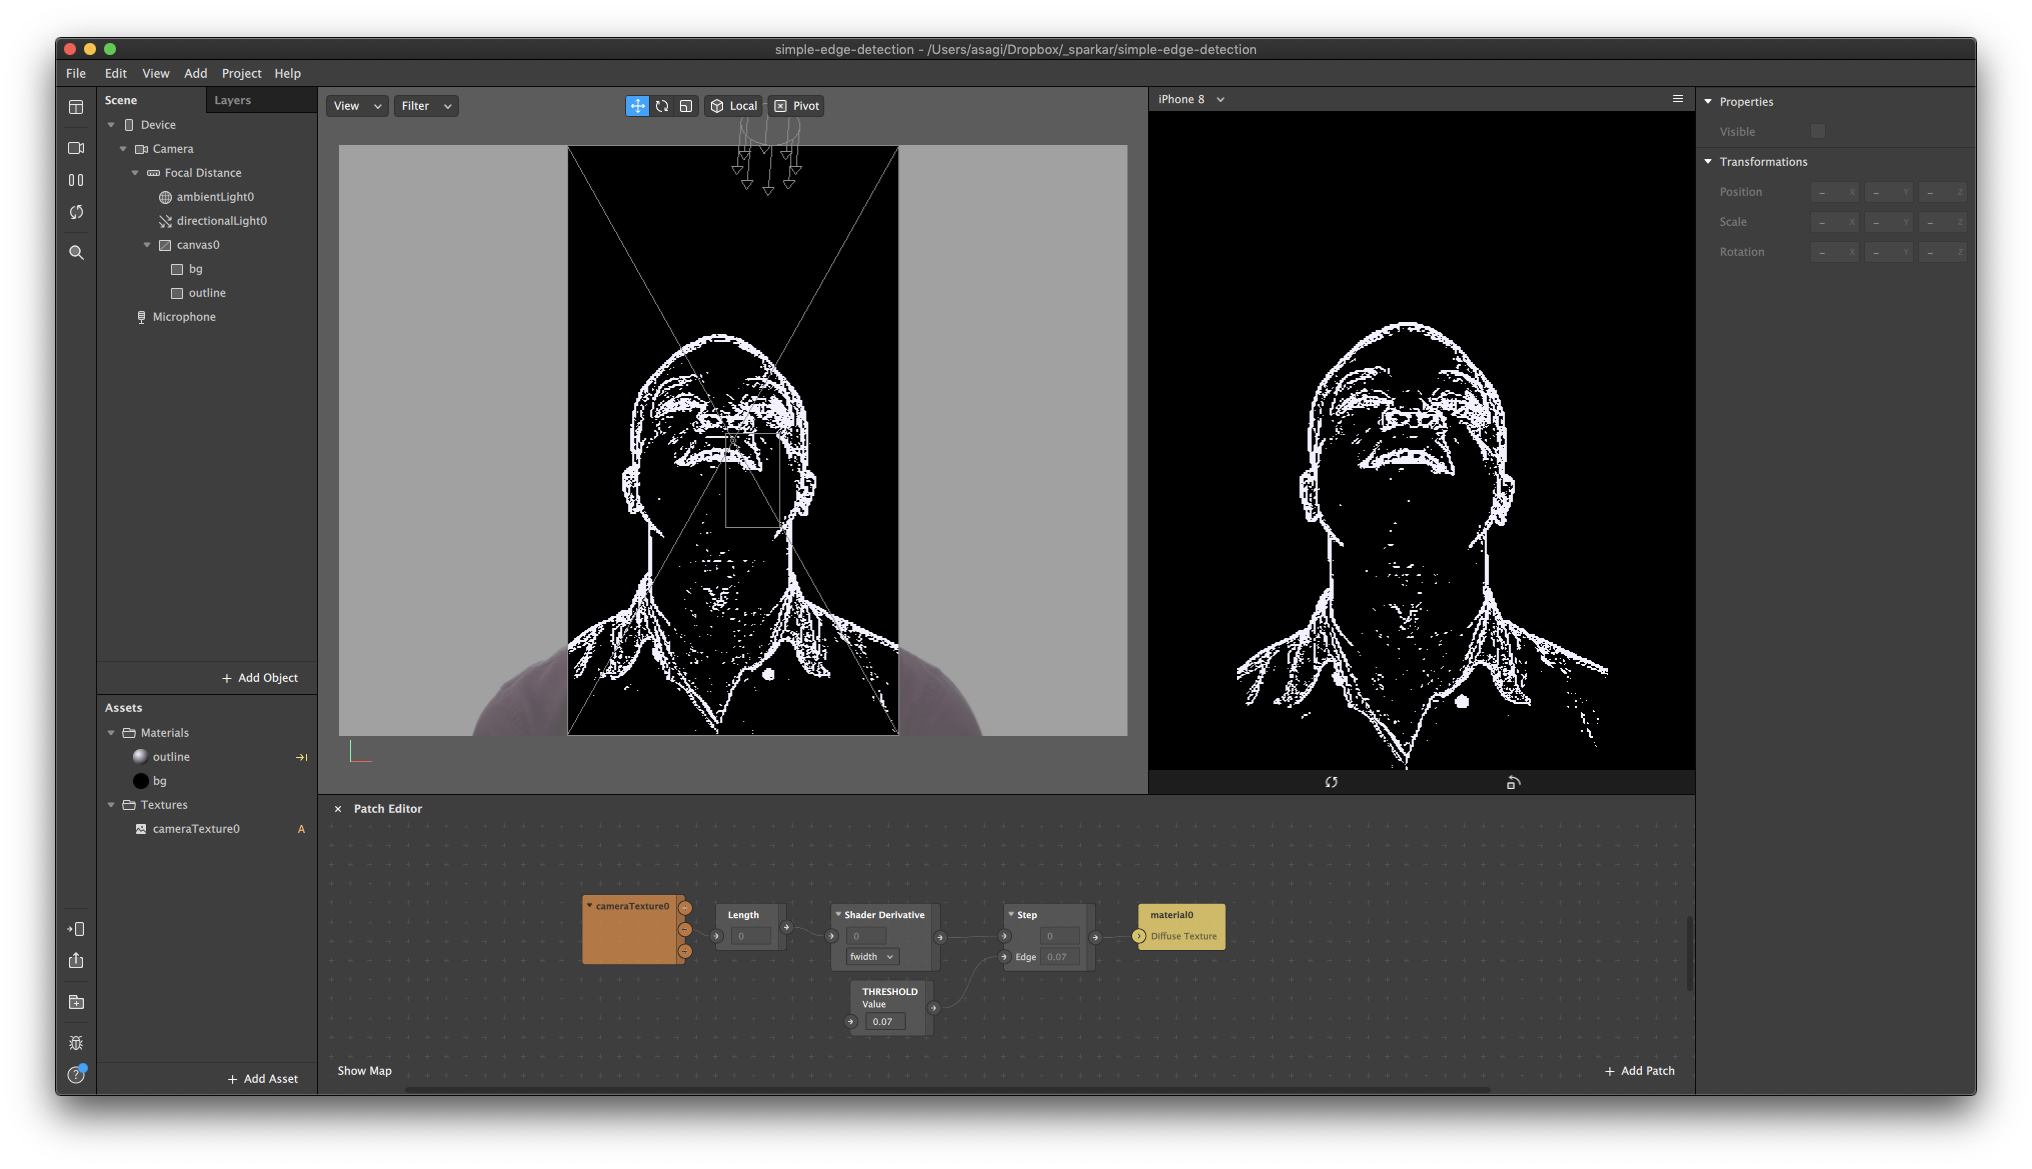 simple-edge-detection - /Users/asagi/Dropbox/_sparkar/simple-edge-detection
File Edit View Add Project Help
Scene Layers
Device
Camera
Focal Distance
ambientLight0
directionalLight0
canvas0
bg
outline
Microphone
+ Add Object
Assets
Materials
outline
bg
Textures
cameraTexture0 A
+ Add Asset
View Filter Local Pivot
iPhone 8
Properties
Visible
Transformations
Position - X - Y - Z
Scale - X - Y - Z
Rotation - X - Y - Z
× Patch Editor
cameraTexture0
Length
0
Shader Derivative
0
fwidth
THRESHOLD
Value
0.07
Step
0
Edge 0.07
material0
Diffuse Texture
Show Map
+ Add Patch